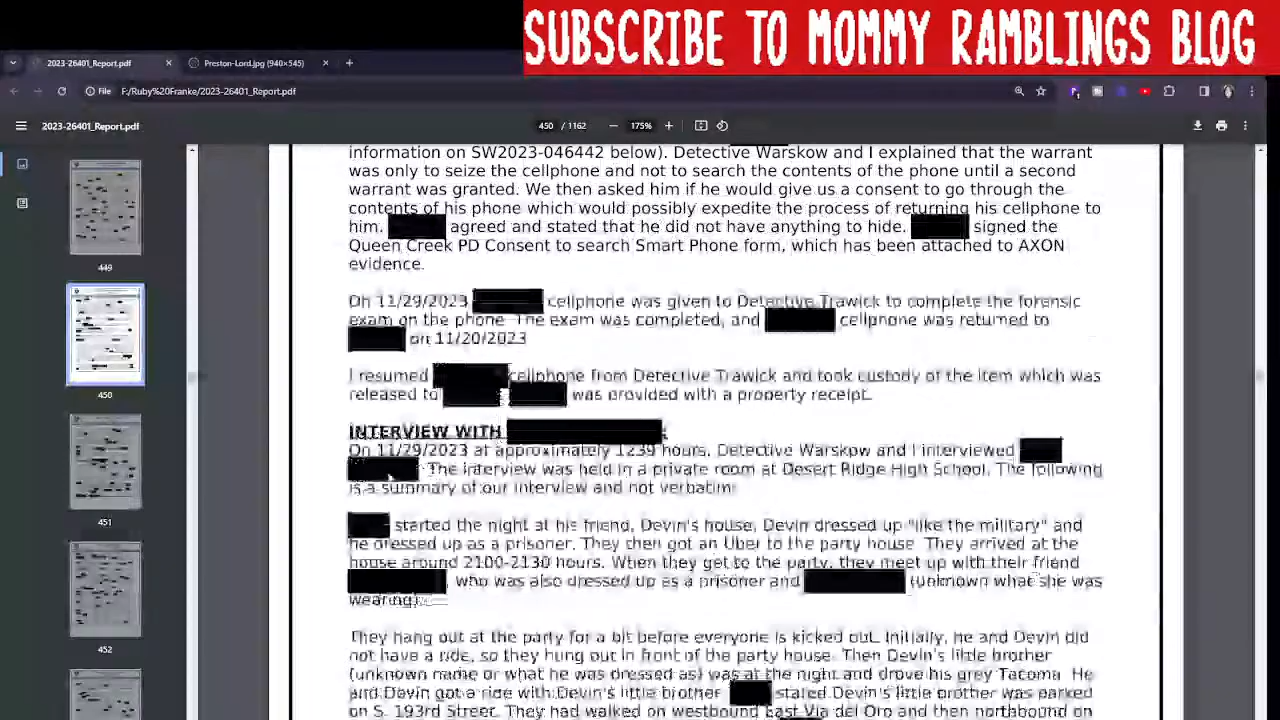 SUBSCRIBE TO MOMMY RAMBLINGS BLOG
2023-26401_Report.pdf
Preston-Lord.jpg (940×545)
File F:/Ruby%20Franke/2023-26401_Report.pdf
2023-26401_Report.pdf
450 / 1162
175%
449
450
451
452
information on SW2023-046442 below). Detective Warskow and I explained that the warrant
was only to seize the cellphone and not to search the contents of the phone until a second
warrant was granted. We then asked him if he would give us a consent to go through the
contents of his phone which would possibly expedite the process of returning his cellphone to
him. agreed and stated that he did not have anything to hide. signed the
Queen Creek PD Consent to search Smart Phone form, which has been attached to AXON
evidence.
On 11/29/2023 cellphone was given to Detective Trawick to complete the forensic
exam on the phone. The exam was completed, and cellphone was returned to
on 11/20/2023
I resumed cellphone from Detective Trawick and took custody of the item which was
released to was provided with a property receipt.
INTERVIEW WITH
On 11/29/2023 at approximately 1239 hours, Detective Warskow and I interviewed
The interview was held in a private room at Desert Ridge High School. The following
is a summary of our interview and not verbatim:
started the night at his friend, Devin's house. Devin dressed up "like the military" and
he dressed up as a prisoner. They then got an Uber to the party house. They arrived at the
house around 2100-2130 hours. When they get to the party, they meet up with their friend
, who was also dressed up as a prisoner and (unknown what she was
wearing).
They hang out at the party for a bit before everyone is kicked out. Initially, he and Devin did
not have a ride, so they hung out in front of the party house. Then Devin's little brother
(unknown name or what he was dressed as) was at the night and drove his grey Tacoma. He
and Devin got a ride with Devin's little brother stated Devin's little brother was parked
on S. 193rd Street. They had walked on westbound East Via del Oro and then northbound on